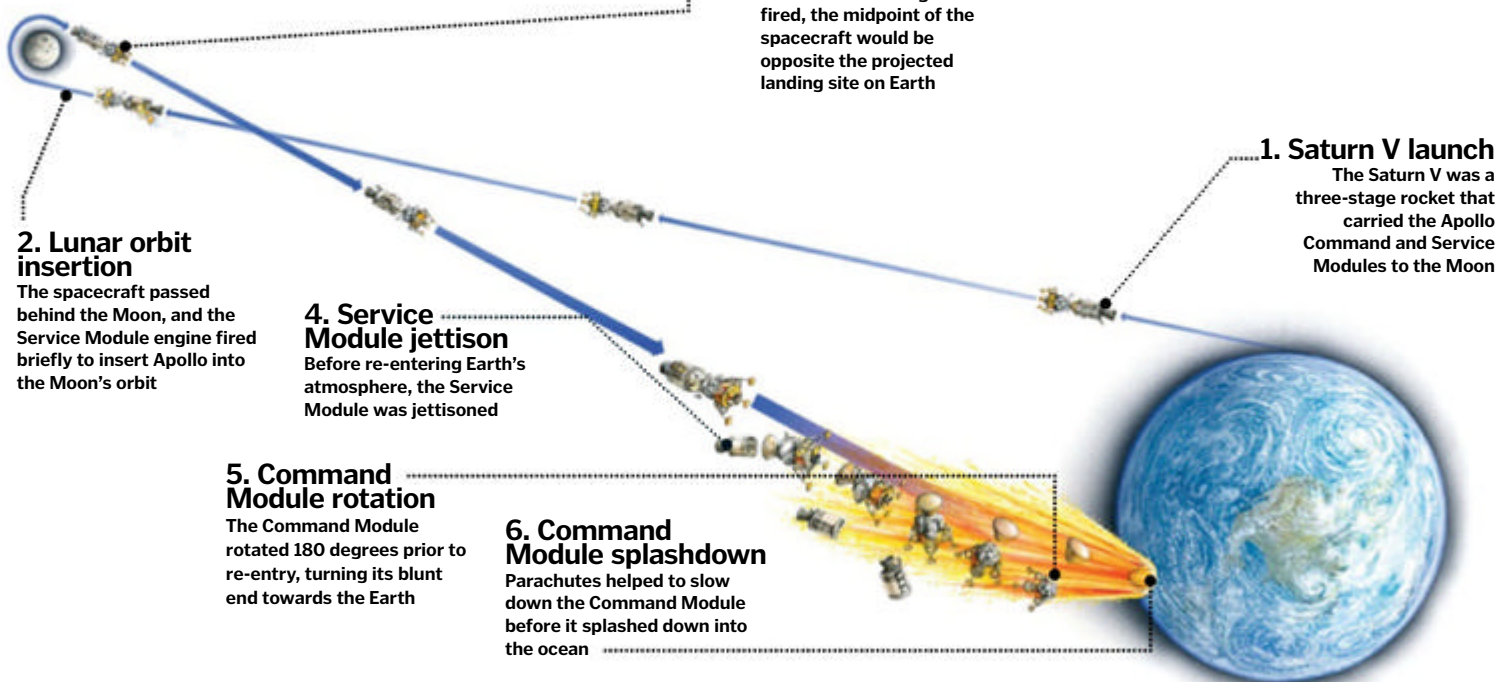 fired, the midpoint of the
spacecraft would be
opposite the projected
landing site on Earth
1. Saturn V launch
The Saturn V was a
three-stage rocket that
carried the Apollo
Command and Service
Modules to the Moon
2. Lunar orbit
insertion
The spacecraft passed
behind the Moon, and the
Service Module engine fired
briefly to insert Apollo into
the Moon's orbit
4. Service
Module jettison
Before re-entering Earth's
atmosphere, the Service
Module was jettisoned
5. Command
Module rotation
The Command Module
rotated 180 degrees prior to
re-entry, turning its blunt
end towards the Earth
6. Command
Module splashdown
Parachutes helped to slow
down the Command Module
before it splashed down into
the ocean